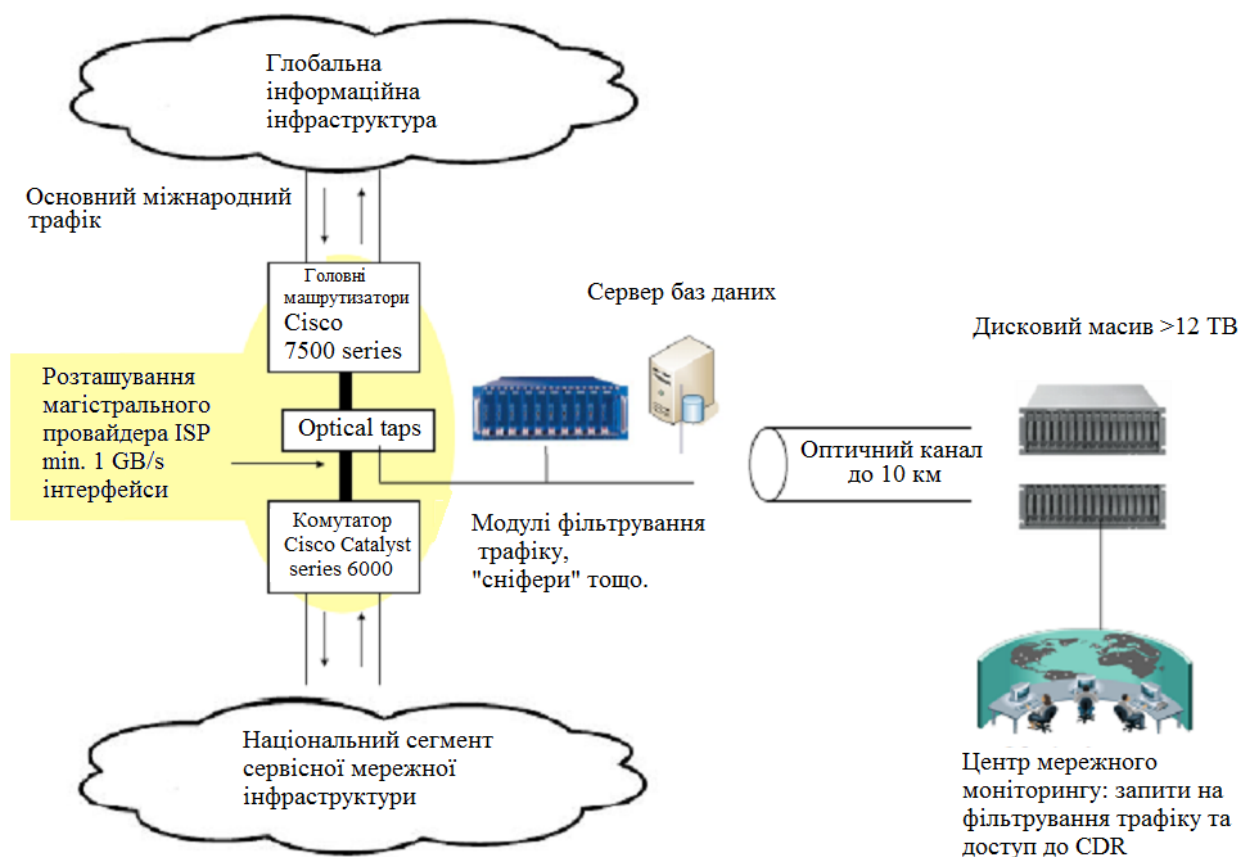 Глобальна
інформаційна
інфраструктура
Основний міжнародний
трафік
Головні
машрутизатори
Cisco
7500 series
Сервер баз даних
Дисковий масив >12 ТВ
Розташування
магістрального
провайдера ISP
min. 1 GB/s
інтерфейси
Optical taps
Оптичний канал
до 10 км
Комутатор
Cisco Catalyst
series 6000
Модулі фільтрування
трафіку,
"сніфери" тощо.
Національний сегмент
сервісної мережної
інфраструктури
Центр мережного
моніторингу: запити на
фільтрування трафіку та
доступ до CDR